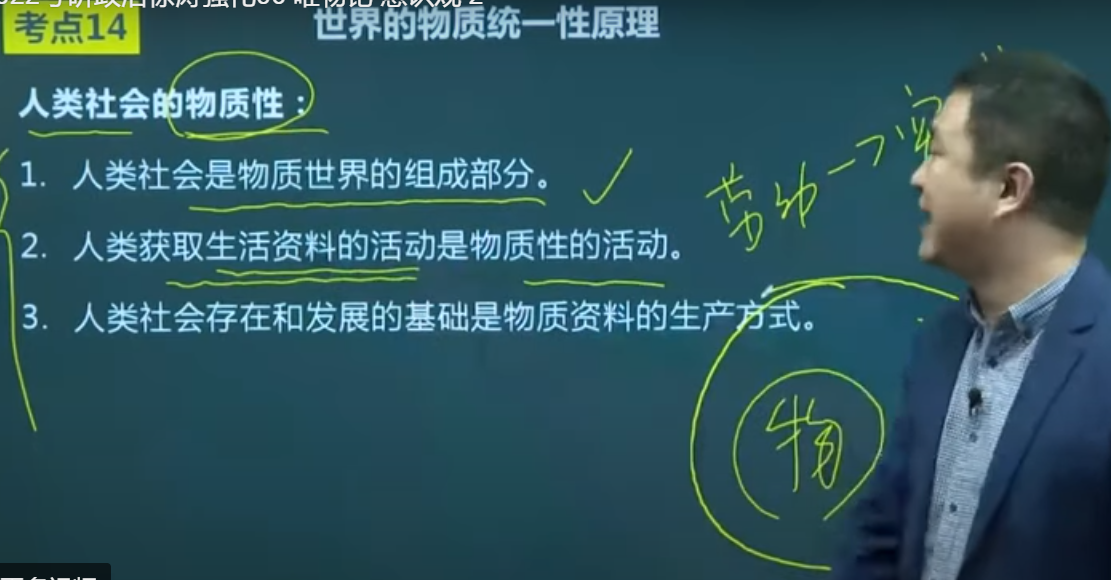 考点14
世界的物质统一性原理
人类社会的物质性：
1. 人类社会是物质世界的组成部分。
2. 人类获取生活资料的活动是物质性的活动。
3. 人类社会存在和发展的基础是物质资料的生产方式。
劳动→
物